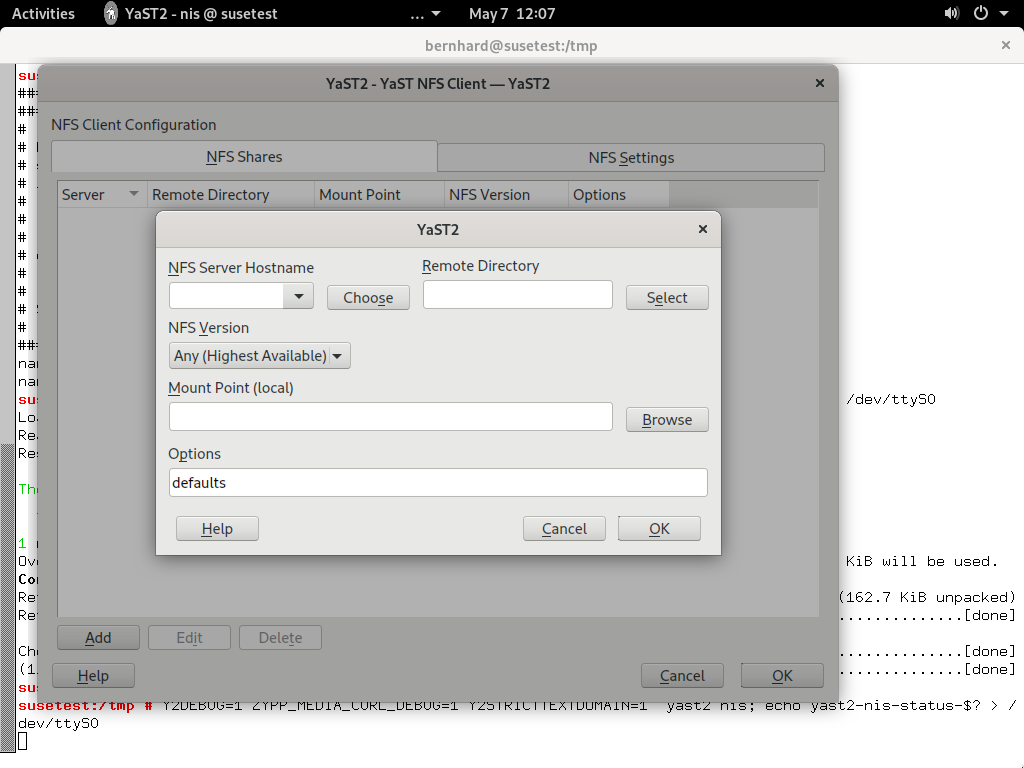 Activities YaST2 - nis @ susetest ... May 7 12:07
bernhard@susetest:/tmp
YaST2 - YaST NFS Client — YaST2
NFS Client Configuration
NFS Shares NFS Settings
Server Remote Directory Mount Point NFS Version Options
YaST2
NFS Server Hostname Remote Directory
Choose Select
NFS Version
Any (Highest Available)
Mount Point (local)
Browse
Options
defaults
Help Cancel OK
Add Edit Delete
Help Cancel OK
/dev/ttyS0
KiB will be used.
(162.7 KiB unpacked)
..............[done]
..............[done]
..............[done]
susetest:/tmp # Y2DEBUG=1 ZYPP_MEDIA_CURL_DEBUG=1 Y2STRICTTEXTDOMAIN=1 yast2 nis; echo yast2-nis-status-$? > /
dev/ttyS0